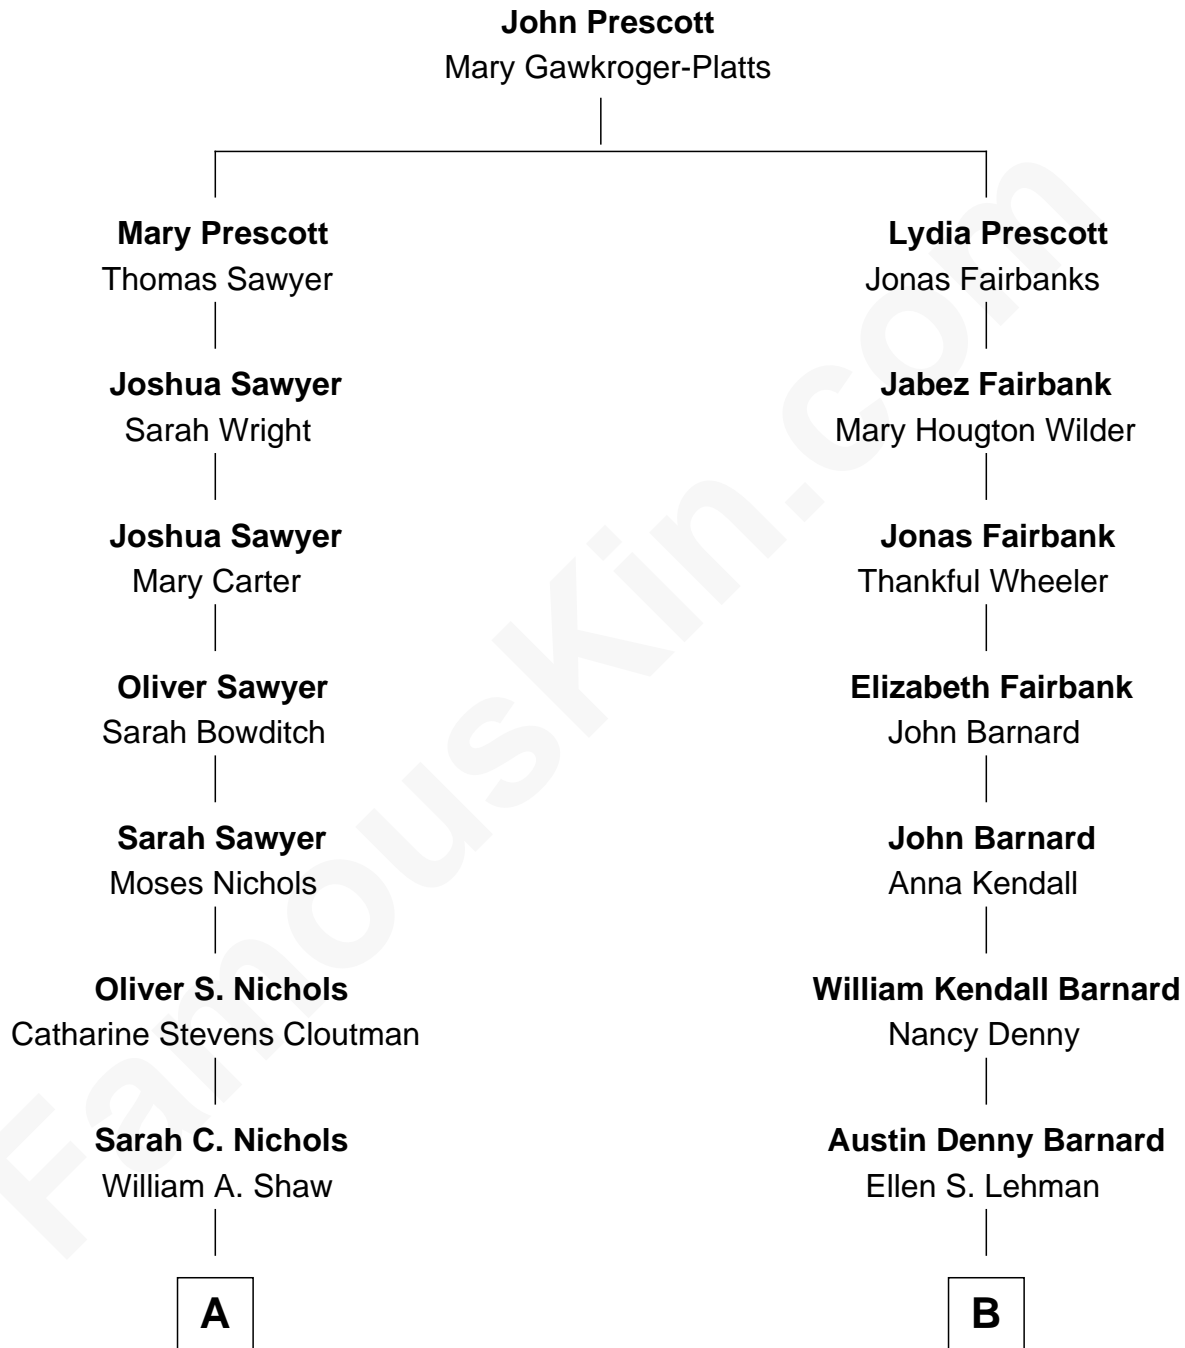 John Prescott
Mary Gawkroger-Platts
Mary Prescott
Thomas Sawyer
Lydia Prescott
Jonas Fairbanks
Joshua Sawyer
Sarah Wright
Jabez Fairbank
Mary Hougton Wilder
Joshua Sawyer
Mary Carter
Jonas Fairbank
Thankful Wheeler
Oliver Sawyer
Sarah Bowditch
Elizabeth Fairbank
John Barnard
Sarah Sawyer
Moses Nichols
John Barnard
Anna Kendall
Oliver S. Nichols
Catharine Stevens Cloutman
William Kendall Barnard
Nancy Denny
Sarah C. Nichols
William A. Shaw
Austin Denny Barnard
Ellen S. Lehman
A
B
FamousKin.com